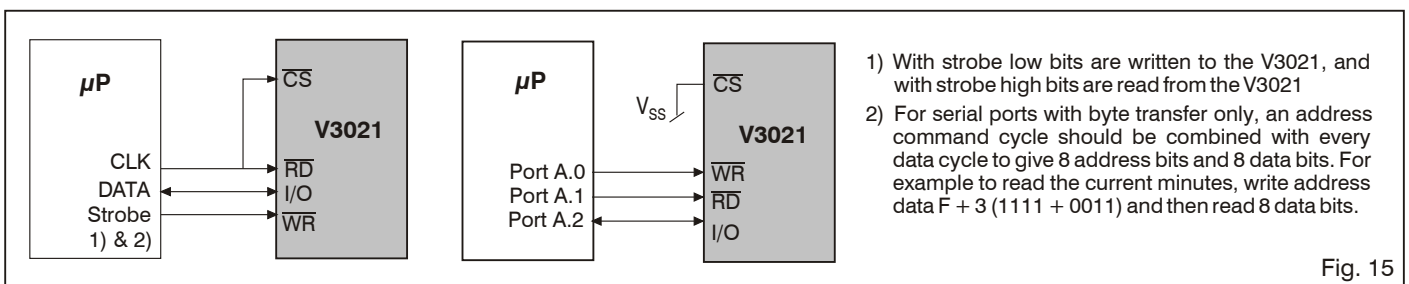 µP
CLK
DATA
Strobe
1) & 2)
CS
V3021
RD
I/O
WR
µP
Port A.0
Port A.1
Port A.2
VSS
CS
V3021
WR
RD
I/O
1) With strobe low bits are written to the V3021, and
with strobe high bits are read from the V3021
2) For serial ports with byte transfer only, an address
command cycle should be combined with every
data cycle to give 8 address bits and 8 data bits. For
example to read the current minutes, write address
data F + 3 (1111 + 0011) and then read 8 data bits.
Fig. 15